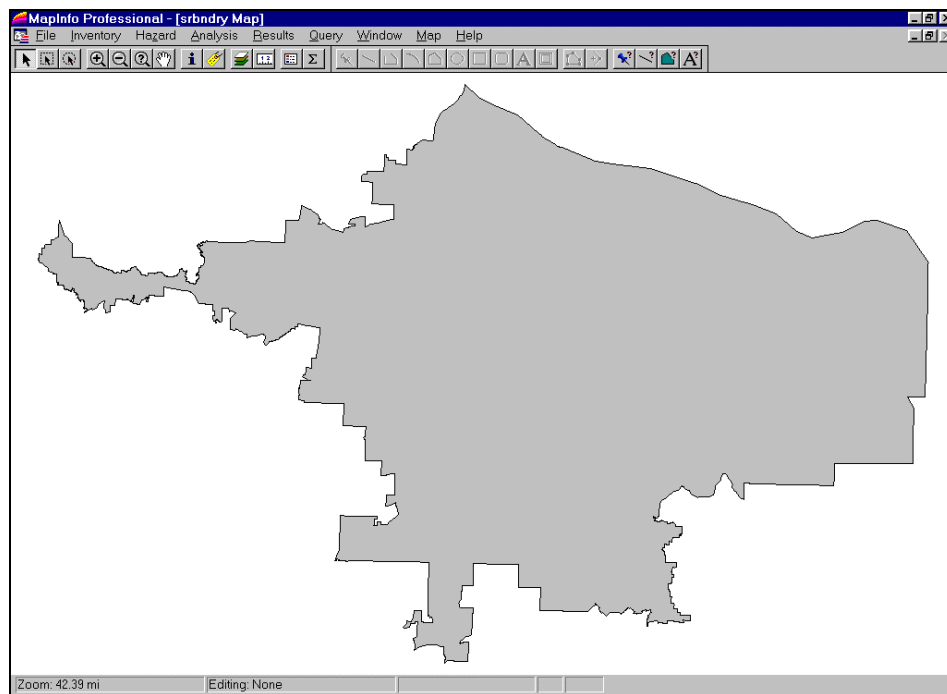 MapInfo Professional - [srbndry Map]
File Inventory Hazard Analysis Results Query Window Map Help
Zoom: 42.39 mi Editing: None